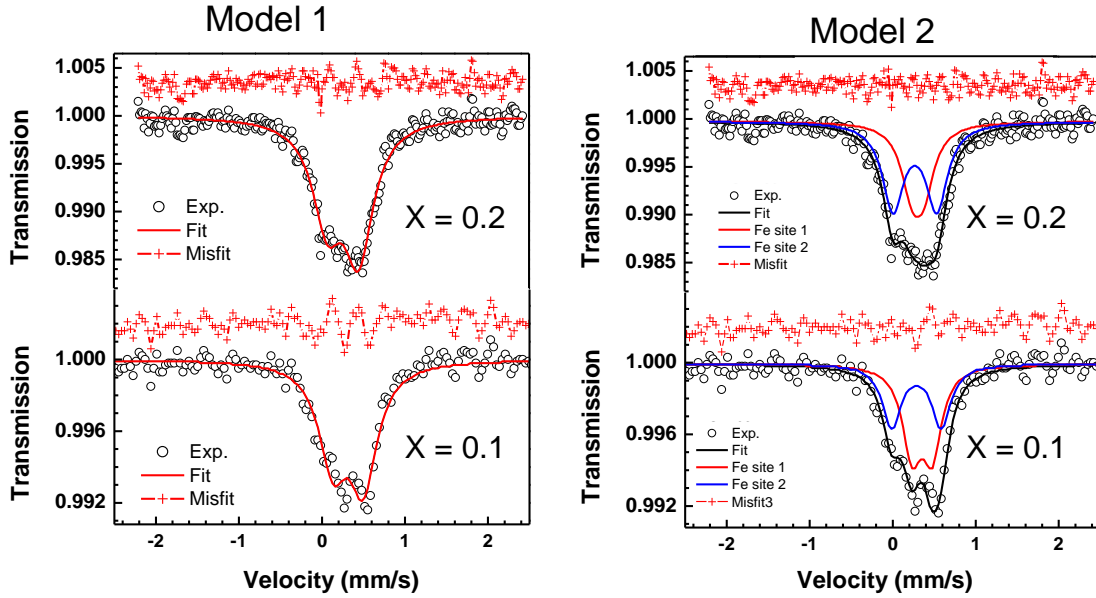 Model 1
Model 2
1.005
1.000
0.995
0.990
0.985
Transmission
Exp.
Fit
Misfit
X = 0.2
1.000
0.996
0.992
Transmission
Exp.
Fit
Misfit
X = 0.1
-2
-1
0
1
2
Velocity (mm/s)
1.005
1.000
0.995
0.990
0.985
Transmission
Exp.
Fit
Fe site 1
Fe site 2
Misfit
X = 0.2
1.000
0.996
0.992
Transmission
Exp.
Fit
Fe site 1
Fe site 2
Misfit3
X = 0.1
-2
-1
0
1
2
Velocity (mm/s)